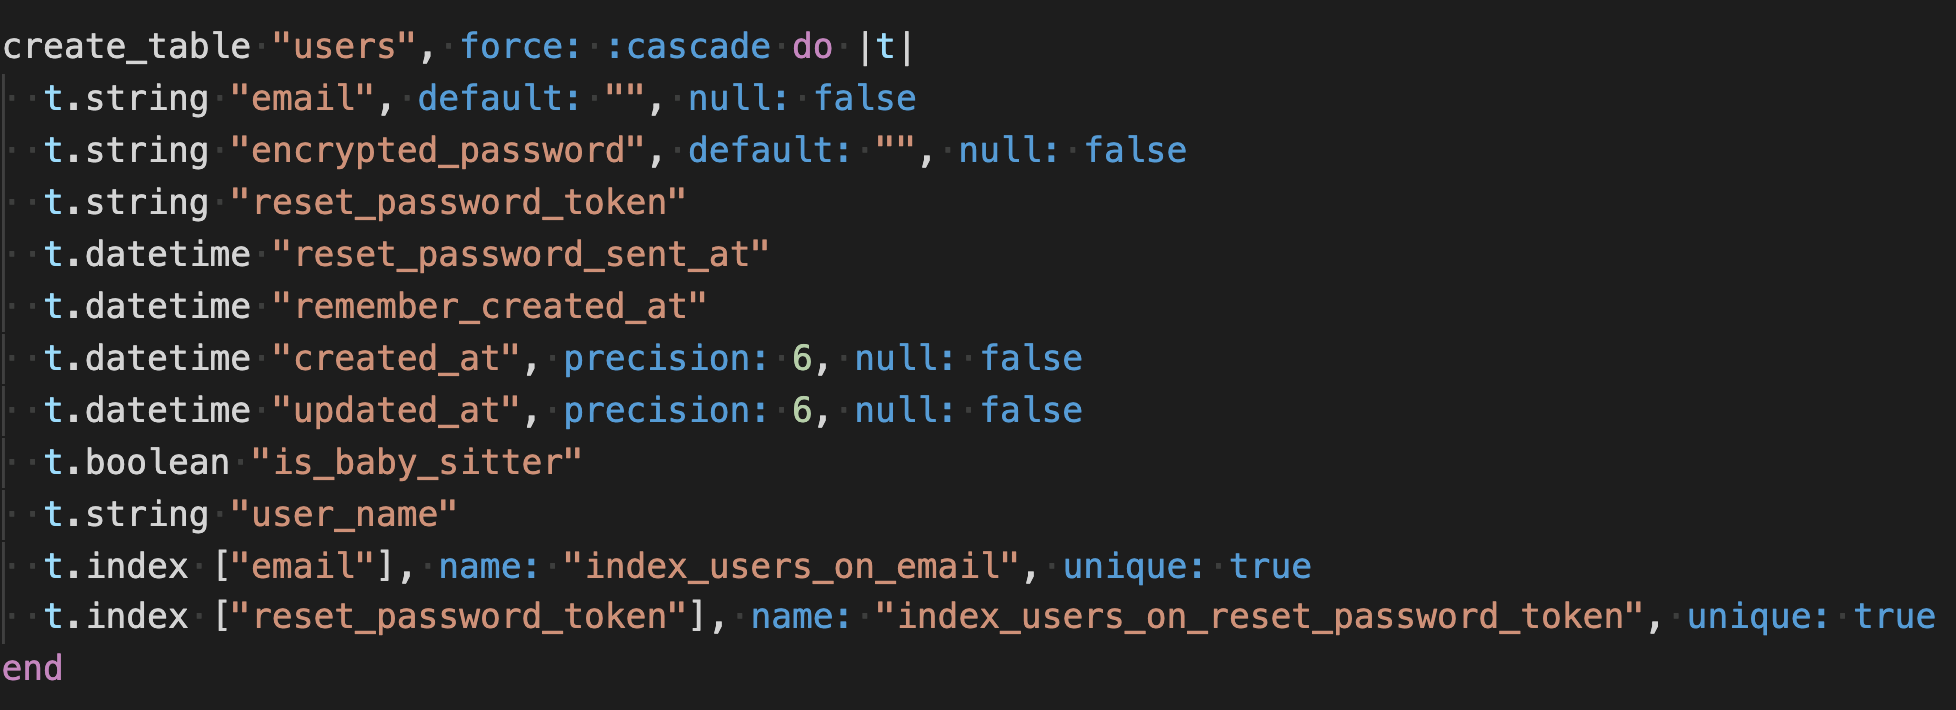 create_table "users", force: :cascade do |t|
t.string "email", default: "", null: false
t.string "encrypted_password", default: "", null: false
t.string "reset_password_token"
t.datetime "reset_password_sent_at"
t.datetime "remember_created_at"
t.datetime "created_at", precision: 6, null: false
t.datetime "updated_at", precision: 6, null: false
t.boolean "is_baby_sitter"
t.string "user_name"
t.index ["email"], name: "index_users_on_email", unique: true
t.index ["reset_password_token"], name: "index_users_on_reset_password_token", unique: true
end